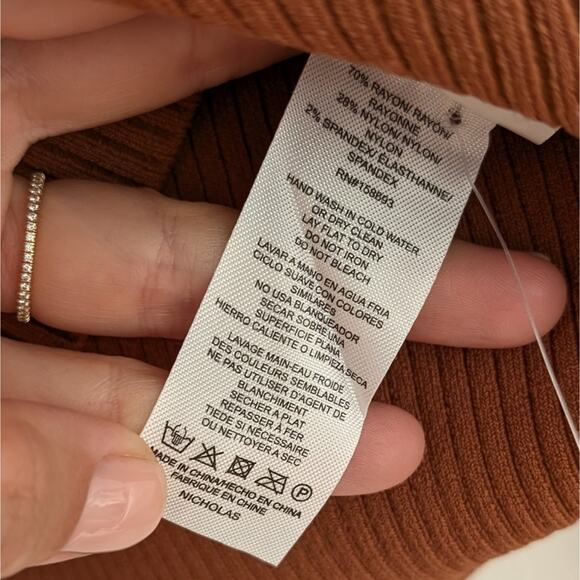 70% RAYON/ RAYON/
RAYONNE
28% NYLON/ NYLON/
NYLON
2% SPANDEX/ ELASTHANNE/
SPANDEX
RN#158693
HAND WASH IN COLD WATER
OR DRY CLEAN
LAY FLAT TO DRY
DO NOT IRON
DO NOT BLEACH
LAVAR A MANO EN AGUA FRIA
CICLO SUAVE CON COLORES
SIMILARES
NO USA BLANQUEADOR
SECAR SOBRE UNA
SUPERFICIE PLANA
HIERRO CALIENTE O LIMPIEZA SECA
LAVAGE MAIN-EAU FROIDE
DES COULEURS SEMBLABLES
NE PAS UTILISER D'AGENT DE
BLANCHIMENT
SECHER A PLAT
REPASSER À FER
TIEDE SI NÉCESSAIRE
OU NETTOYER A SEC
P
MADE IN CHINA/HECHO EN CHINA
FABRIQUE EN CHINE
NICHOLAS